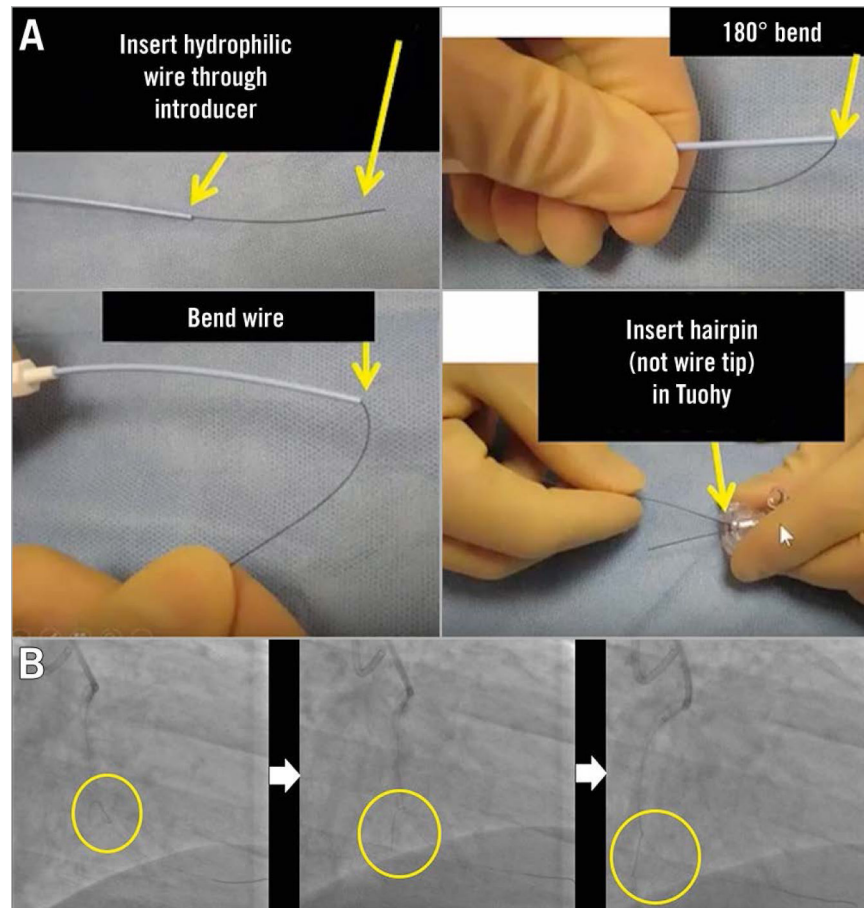 A
Insert hydrophilic
wire through
introducer
180° bend
Bend wire
Insert hairpin
(not wire tip)
in Tuohy
B